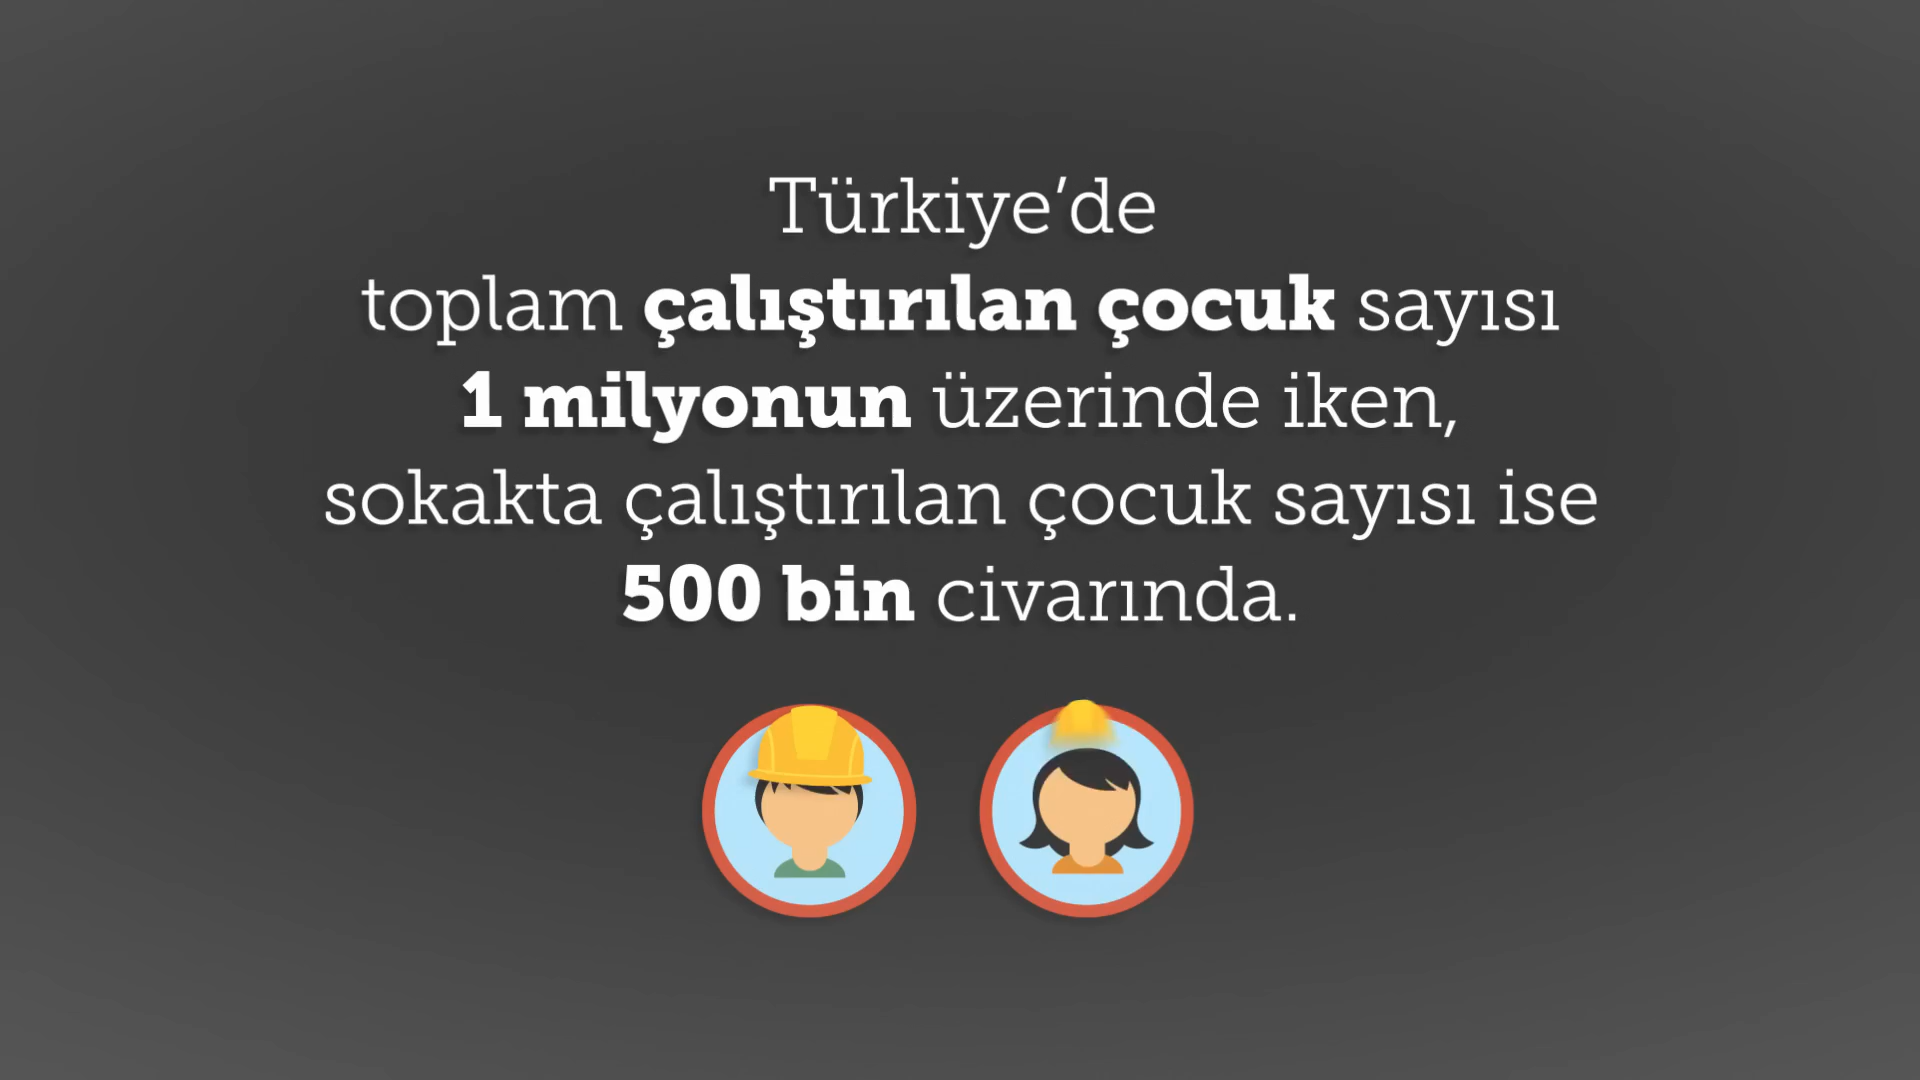 Türkiye’de
toplam çalıştırılan çocuk sayısı
1 milyonun üzerinde iken,
sokakta çalıştırılan çocuk sayısı ise
500 bin civarında.